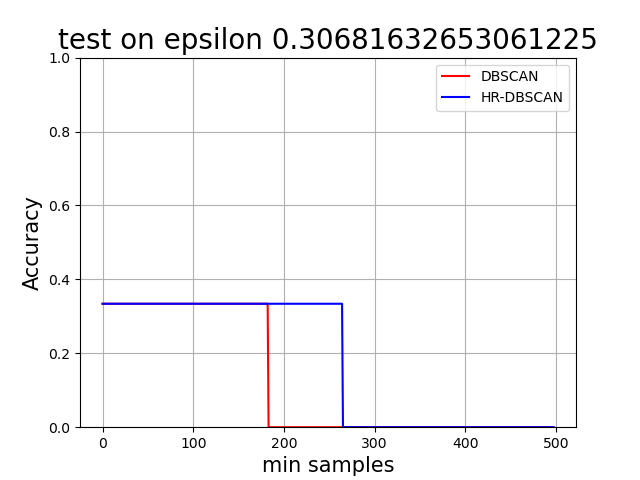 test on epsilon 0.30681632653061225
DBSCAN
HR-DBSCAN
Accuracy
1.0
0.8
0.6
0.4
0.2
0.0
0 100 200 300 400 500
min samples